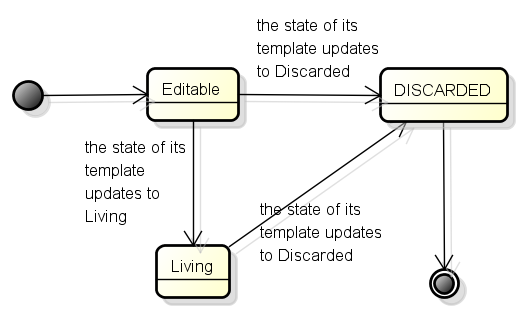 the state of its
template updates
to Discarded
Editable
DISCARDED
the state of its
template
updates to
Living
the state of its
template updates
to Discarded
Living